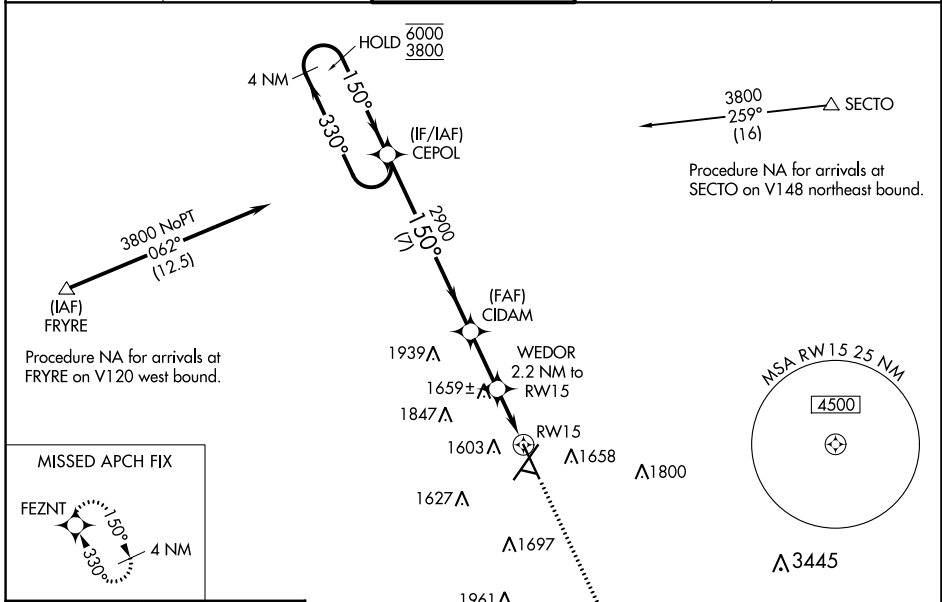 HOLD 6000
3800
4 NM
150°
330°
(IF/IAF)
CEPOL
3800
259°
(16)
SECTO
Procedure NA for arrivals at
SECTO on V148 northeast bound.
3800 NoPT
062°
(12.5)
(IAF)
FRYRE
Procedure NA for arrivals at
FRYRE on V120 west bound.
2900
150°
(7)
(FAF)
CIDAM
1939
WEDOR
2.2 NM to
RW15
1659±
1847
RW15
1603
1658
1800
1627
1697
1961
MSA RW15 25 NM
4500
3445
MISSED APCH FIX
FEZNT
150°
330°
4 NM